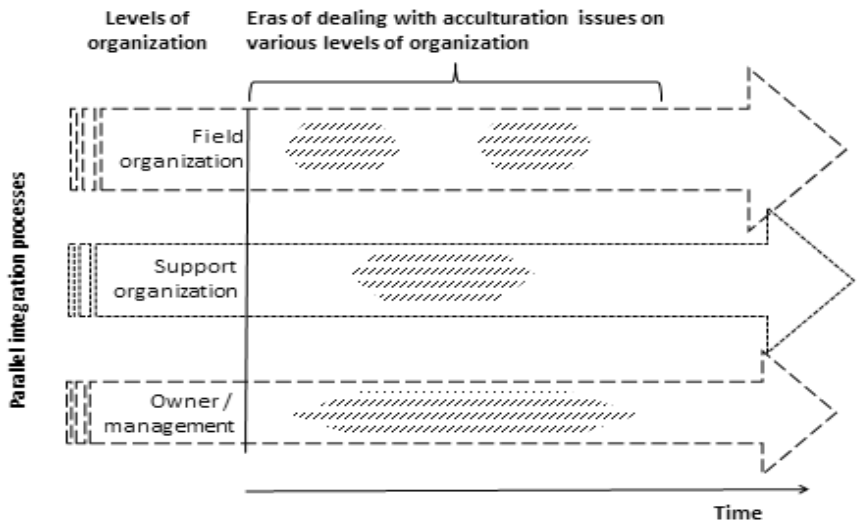 Levels of
organization
Eras of dealing with acculturation issues on
various levels of organization
Parallel integration processes
Field
organization
Support
organization
Owner /
management
Time